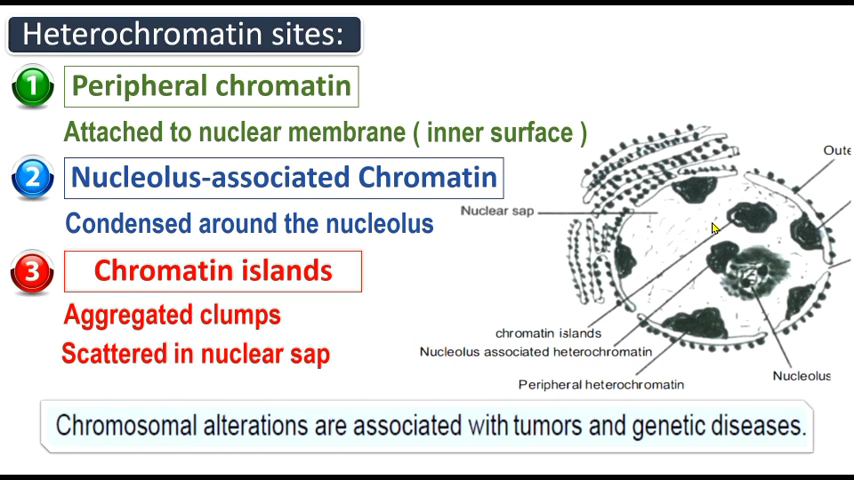 Heterochromatin sites:
1 Peripheral chromatin
Attached to nuclear membrane ( inner surface )
2 Nucleolus-associated Chromatin
Condensed around the nucleolus
3 Chromatin islands
Aggregated clumps
Scattered in nuclear sap
Oute
Nuclear sap
chromatin islands
Nucleolus associated heterochromatin
Peripheral heterochromatin
Nucleolus
Chromosomal alterations are associated with tumors and genetic diseases.